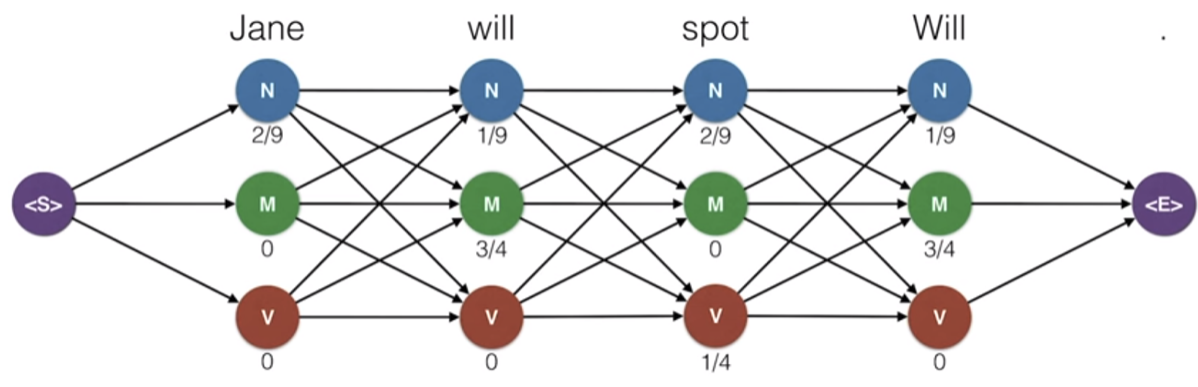 Jane will spot Will .
N N N N
2/9 1/9 2/9 1/9
<S> M M M M <E>
0 3/4 0 3/4
V V V V
0 0 1/4 0